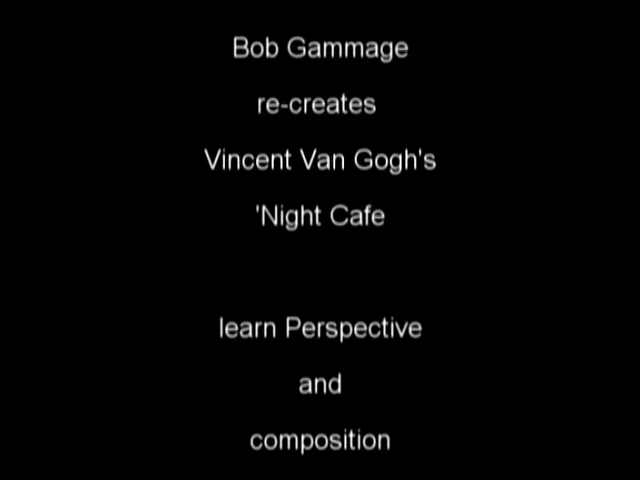 Bob Gammage
re-creates
Vincent Van Gogh's
'Night Cafe
learn Perspective
and
composition